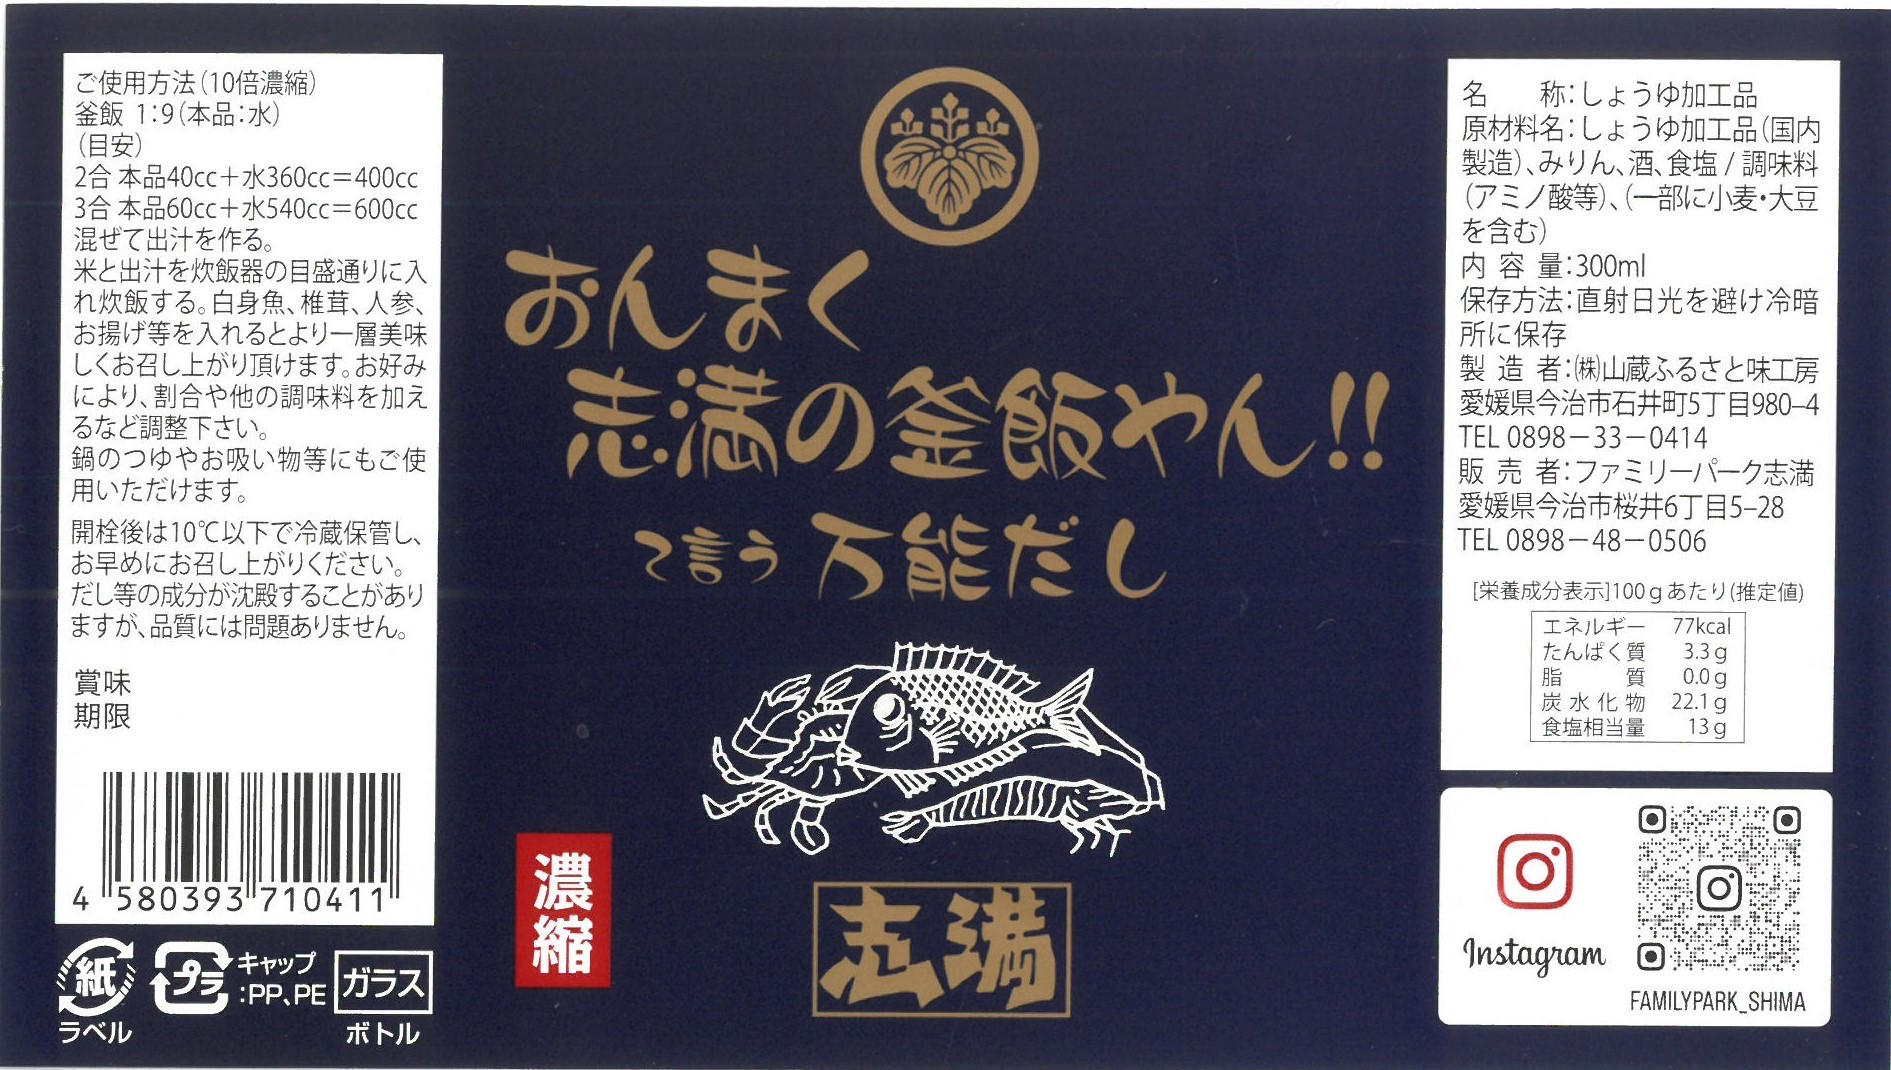 ご使用方法(10倍濃縮)
釜飯 1:9(本品:水)
(目安)
2合 本品40cc+水360cc=400cc
3合 本品60cc+水540cc=600cc
混ぜて出汁を作る。
米と出汁を炊飯器の目盛通りに入
れ炊飯する。白身魚、椎茸、人参、
お揚げ等を入れるとより一層美味
しくお召し上がり頂けます。お好み
により、割合や他の調味料を加え
るなど調整下さい。
鍋のつゆやお吸い物等にもご使
用いただけます。
開栓後は10℃以下で冷蔵保管し、
お早めにお召し上がりください。
だし等の成分が沈殿することがあり
ますが、品質には問題ありません。
賞味
期限
4 580393 710411
紙
ラベル
プラ
キャップ
:PP、PE
ガラス
ボトル
おんまく
志満の釜飯やん!!
て言う 万能だし
濃縮
志満
名 称:しょうゆ加工品
原材料名:しょうゆ加工品(国内
製造)、みりん、酒、食塩 / 調味料
(アミノ酸等)、(一部に小麦・大豆
を含む)
内 容 量:300ml
保存方法:直射日光を避け冷暗
所に保存
製 造 者:㈱山蔵ふるさと味工房
愛媛県今治市石井町5丁目980–4
TEL 0898−33−0414
販 売 者:ファミリーパーク志満
愛媛県今治市桜井6丁目5–28
TEL 0898−48−0506
[栄養成分表示]100gあたり(推定値)
エネルギー 77kcal
たんぱく質 3.3g
脂 質 0.0g
炭水化物 22.1g
食塩相当量 13g
Instagram
FAMILYPARK_SHIMA